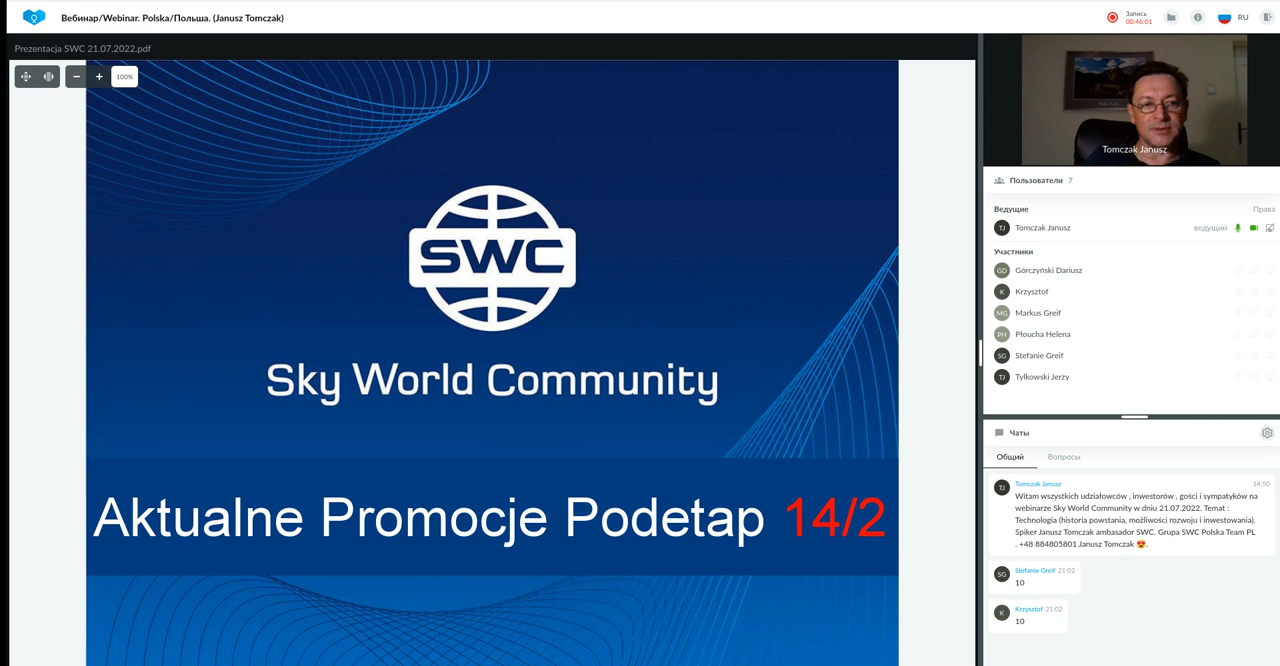 Вебинар/Webinar. Polska/Польша. (Janusz Tomczak)
Запись
00:46:01
RU
Prezentacja SWC 21.07.2022.pdf
100%
SWC
Sky World Community
Aktualne Promocje Podetap 14/2
Tomczak Janusz
Пользователи 7
Ведущие Права
TJ Tomczak Janusz ведущий
Участники
GD Górczyński Dariusz
K Krzysztof
MG Markus Greif
PH Płoucha Helena
SG Stefanie Greif
TJ Tylkowski Jerzy
Чаты
Общий Вопросы
TJ Tomczak Janusz 14:50
Witam wszystkich udziałowców , inwestorów , gości i sympatyków na
webinarze Sky World Community w dniu 21.07.2022. Temat :
Technologia (historia powstania, możliwości rozwoju i inwestowania).
Spiker Janusz Tomczak ambasador SWC. Grupa SWC Polska Team PL
. +48 884805801 Janusz Tomczak 😍.
SG Stefanie Greif 21:02
10
K Krzysztof 21:02
10